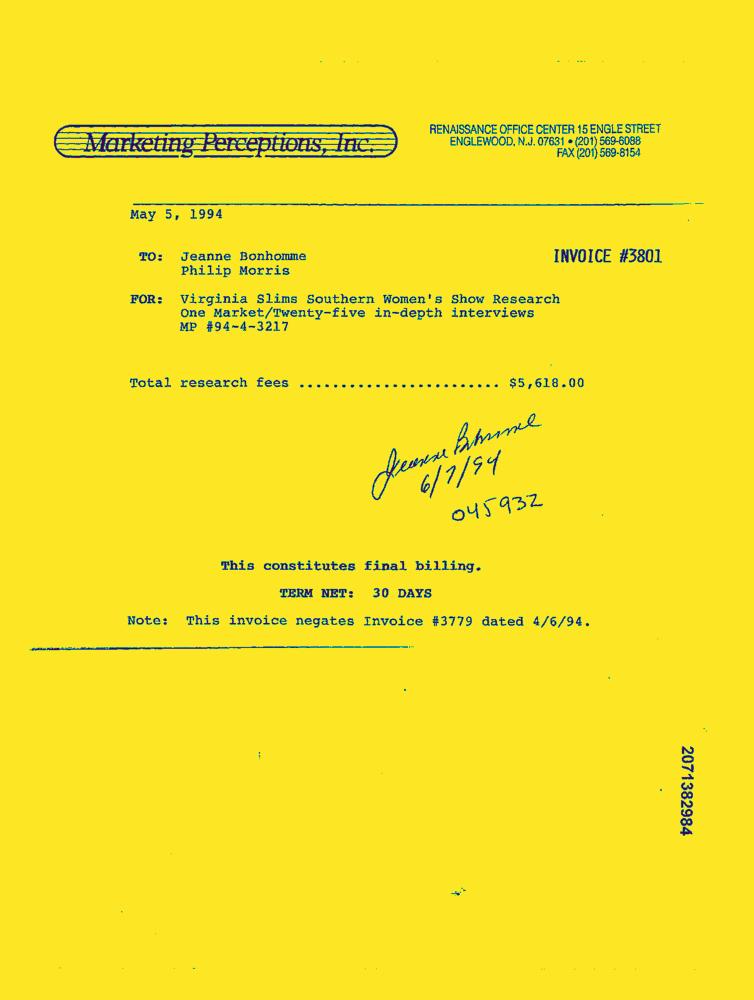 Marketing Perceptions, Inc.
RENAISSANCE OFFICE CENTER 15 ENGLE STREET
ENGLEWOOD, N.J. 07631 • (201) 569-6088
FAX (201) 569-8154
May 5, 1994
TO: Jeanne Bonhomme
INVOICE #3801
Philip Morris
FOR: Virginia Slims Southern Women's Show Research
One Market/Twenty-five in-depth interviews
MP #94-4-3217
Total research fees ........................ $5,618.00
Jeanne Bonhomme
6/7/94
045932
This constitutes final billing.
TERM NET: 30 DAYS
Note: This invoice negates Invoice #3779 dated 4/6/94.
2071382984